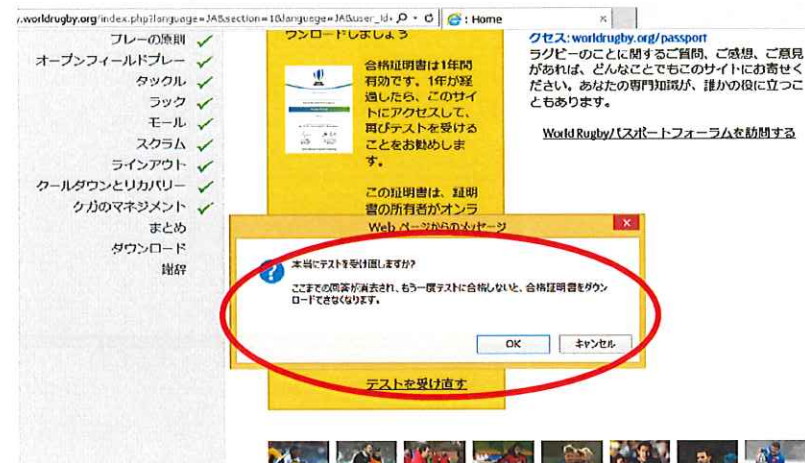 .worldrugby.org/index.php?language=JA&section=18language=JA&user_id=
: Home
プレーの原則
オープンフィールドプレー
タックル
ラック
モール
スクラム
ラインアウト
クールダウンとリカバリー
ケガのマネジメント
まとめ
ダウンロード
謝辞
ウンロードしましょう
合格証明書は1年間
有効です。1年が経
過したら、このサイ
トにアクセスして、
再びテストを受ける
ことをお勧めしま
す。
この証明書は、証明
書の所有者がオンラ
Web ページからのメッセージ
本当にテストを受け直しますか?
ここまでの回答が消去され、もう一度テストに合格しないと、合格証明書をダウン
ロードできなくなります。
OK
キャンセル
テストを受け直す
クセス: worldrugby.org/passport
ラグビーのことに関するご質問、ご感想、ご意見
があれば、どんなことでもこのサイトにお寄せく
ださい。あなたの専門知識が、誰かの役に立つこ
ともあります。
World Rugbyパスポートフォーラムを訪問する